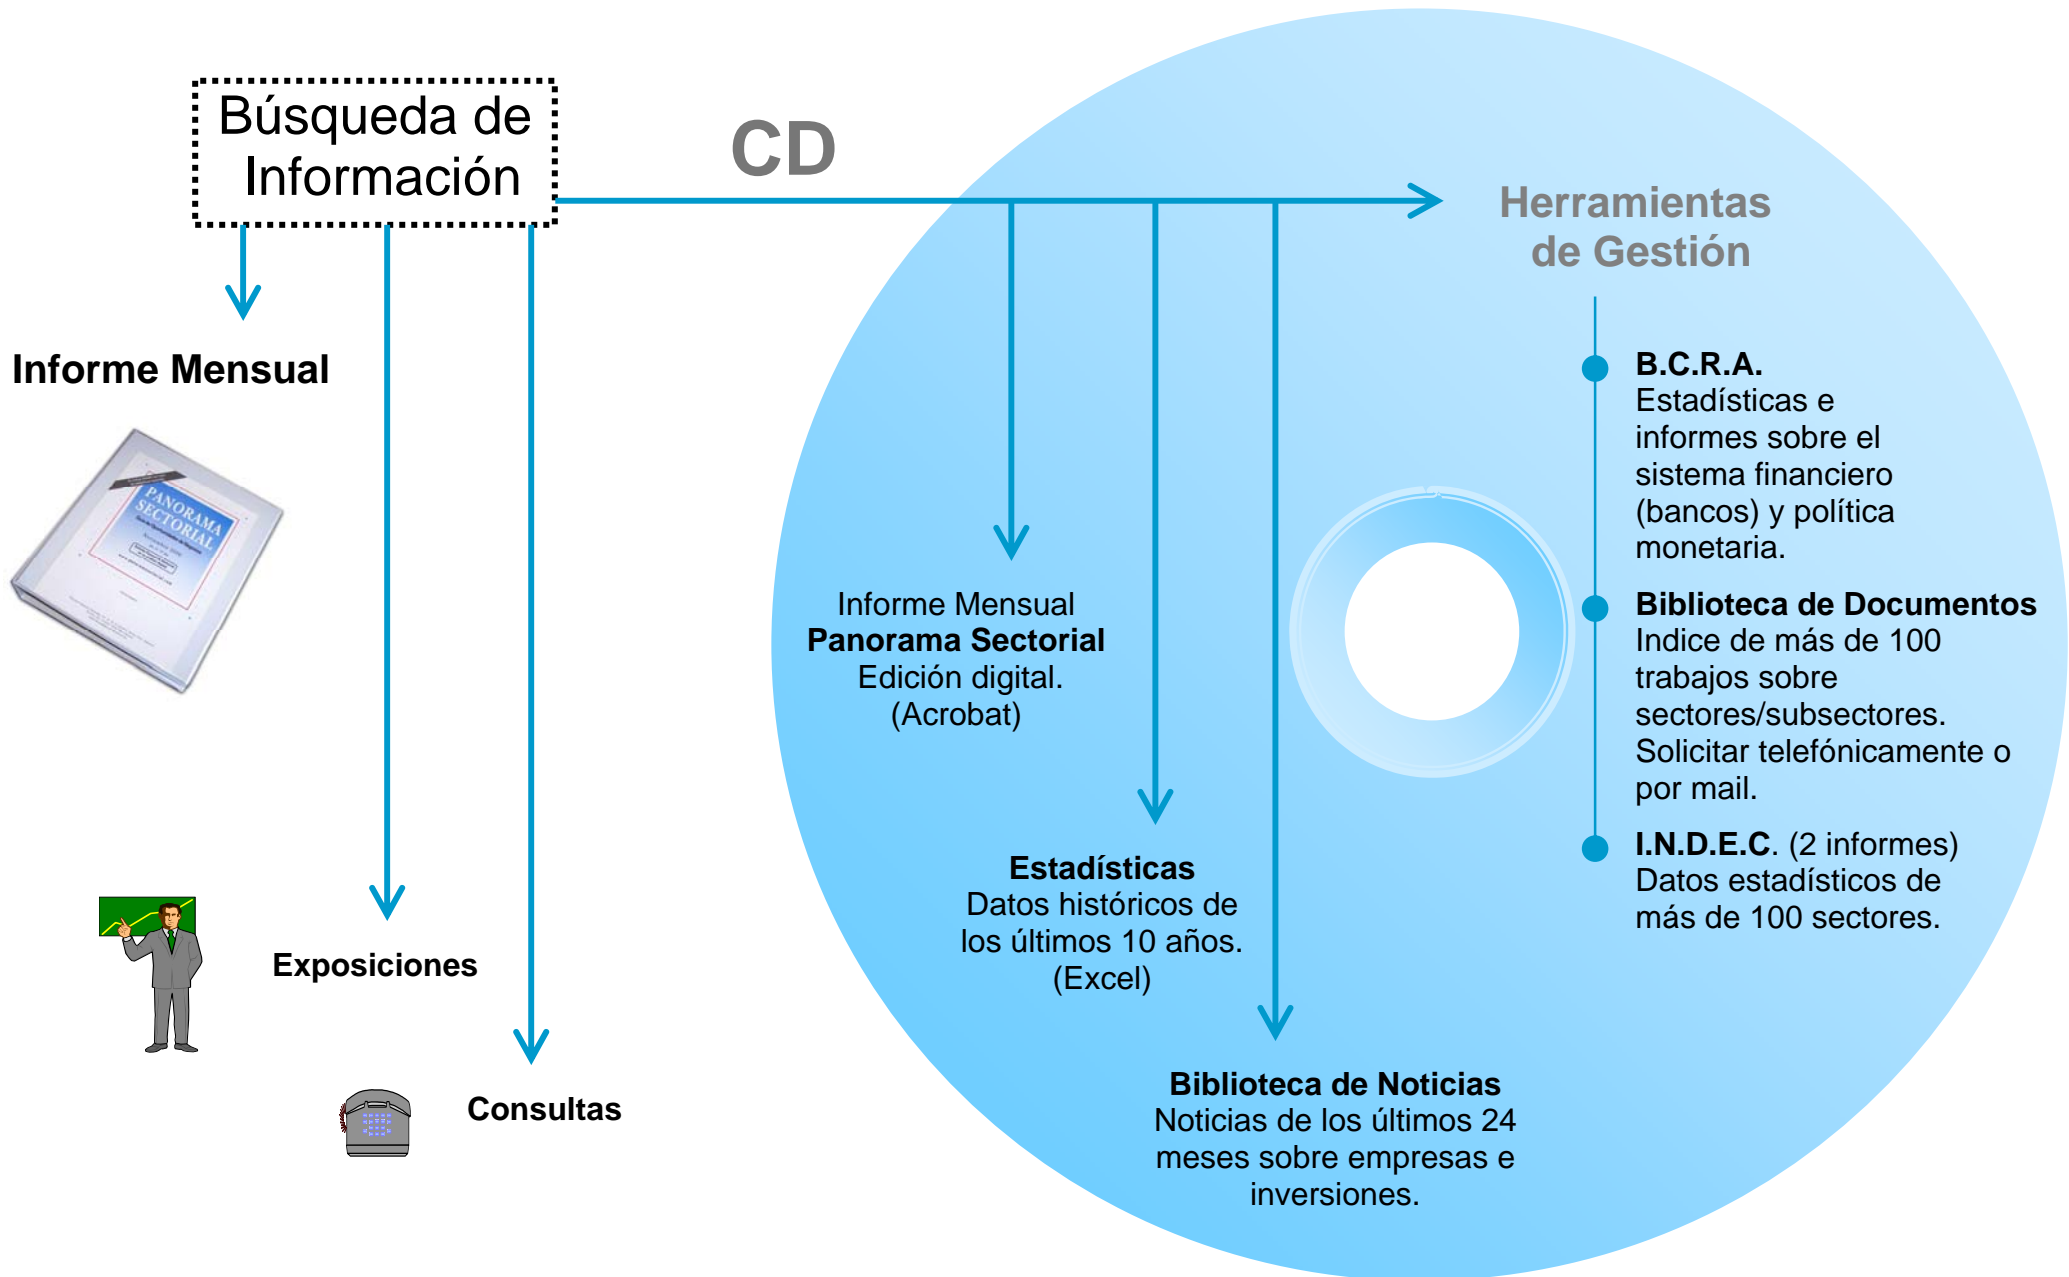 Búsqueda de
Información
CD
Herramientas
de Gestión
Informe Mensual
PANORAMA
SECTORIAL
B.C.R.A.
Estadísticas e
informes sobre el
sistema financiero
(bancos) y política
monetaria.
Biblioteca de Documentos
Indice de más de 100
trabajos sobre
sectores/subsectores.
Solicitar telefónicamente o
por mail.
I.N.D.E.C. (2 informes)
Datos estadísticos de
más de 100 sectores.
Informe Mensual
Panorama Sectorial
Edición digital.
(Acrobat)
Estadísticas
Datos históricos de
los últimos 10 años.
(Excel)
Biblioteca de Noticias
Noticias de los últimos 24
meses sobre empresas e
inversiones.
Exposiciones
Consultas